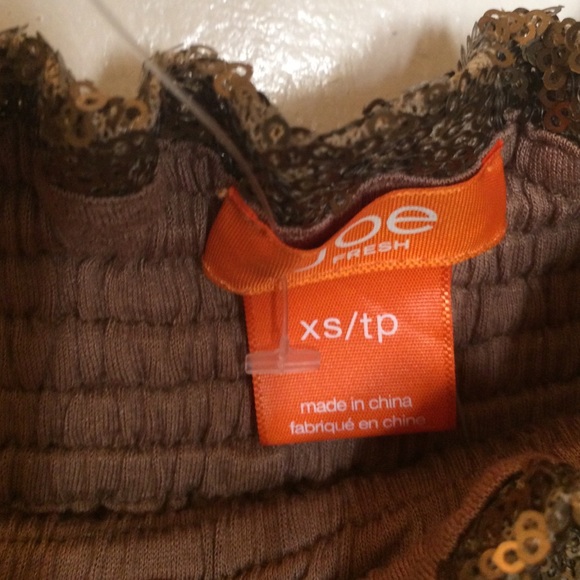 Joe
FRESH
xs/tp
made in china
fabriqué en chine